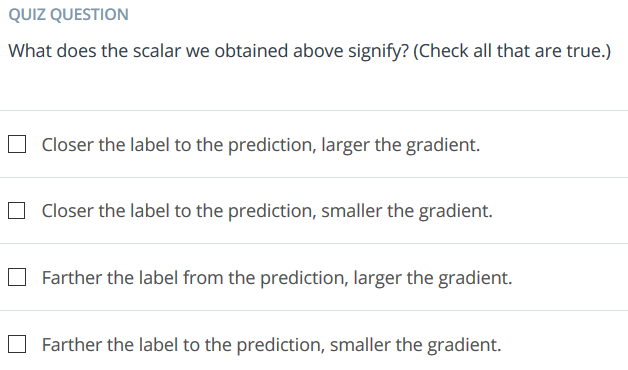 QUIZ QUESTION
What does the scalar we obtained above signify? (Check all that are true.)
Closer the label to the prediction, larger the gradient.
Closer the label to the prediction, smaller the gradient.
Farther the label from the prediction, larger the gradient.
Farther the label to the prediction, smaller the gradient.